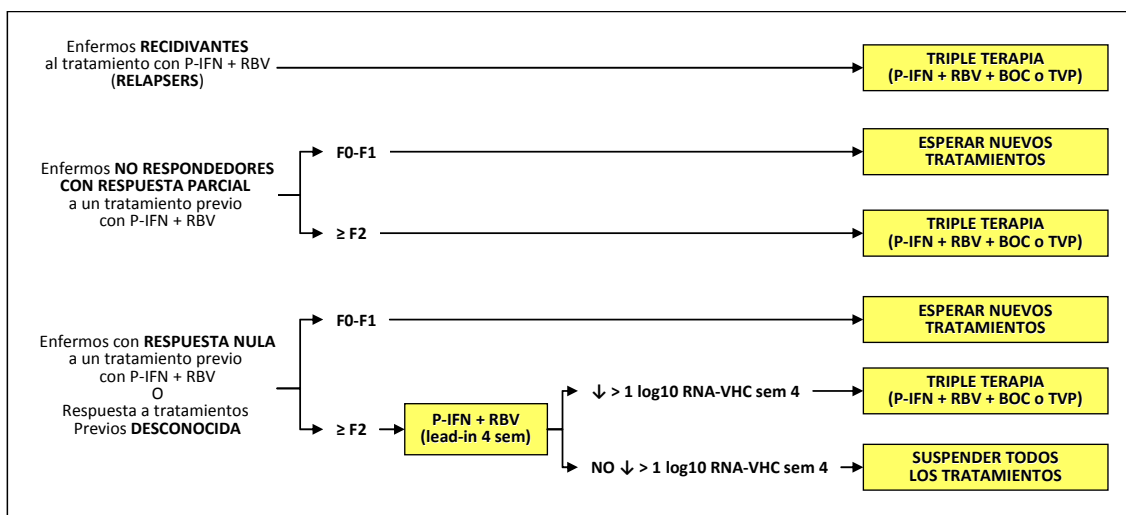 Enfermos RECIDIVANTES
al tratamiento con P-IFN + RBV
(RELAPSERS)
TRIPLE TERAPIA
(P-IFN + RBV + BOC o TVP)
Enfermos NO RESPONDEDORES
CON RESPUESTA PARCIAL
a un tratamiento previo
con P-IFN + RBV
F0-F1
ESPERAR NUEVOS
TRATAMIENTOS
≥ F2
TRIPLE TERAPIA
(P-IFN + RBV + BOC o TVP)
Enfermos con RESPUESTA NULA
a un tratamiento previo
con P-IFN + RBV
O
Respuesta a tratamientos
Previos DESCONOCIDA
F0-F1
ESPERAR NUEVOS
TRATAMIENTOS
≥ F2
P-IFN + RBV
(lead-in 4 sem)
↓ > 1 log10 RNA-VHC sem 4
TRIPLE TERAPIA
(P-IFN + RBV + BOC o TVP)
NO ↓ > 1 log10 RNA-VHC sem 4
SUSPENDER TODOS
LOS TRATAMIENTOS